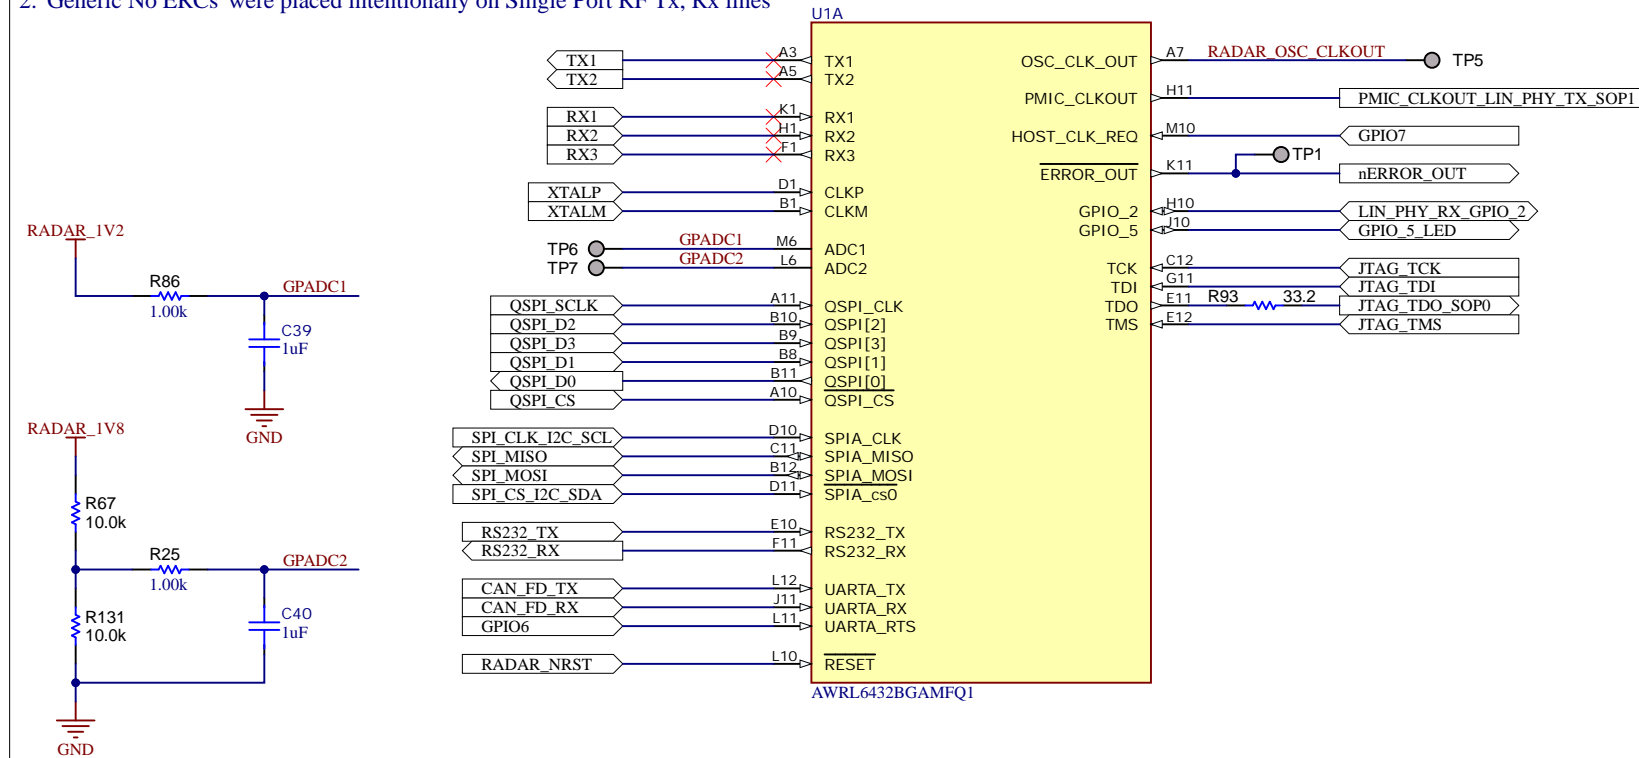 2. Generic No ERCs were placed intentionally on Single Port RF Tx, Rx lines
U1A
TX1 A3 TX1
TX2 A5 TX2
RX1 K1 RX1
RX2 H1 RX2
RX3 F1 RX3
XTALP D1 CLKP
XTALM B1 CLKM
TP6 GPADC1 M6 ADC1
TP7 GPADC2 L6 ADC2
QSPI_SCLK A11 QSPI_CLK
QSPI_D2 B10 QSPI[2]
QSPI_D3 B9 QSPI[3]
QSPI_D1 B8 QSPI[1]
QSPI_D0 B11 QSPI[0]
QSPI_CS A10 QSPI_CS
SPI_CLK_I2C_SCL D10 SPIA_CLK
SPI_MISO C11 SPIA_MISO
SPI_MOSI B12 SPIA_MOSI
SPI_CS_I2C_SDA D11 SPIA_cs0
RS232_TX E10 RS232_TX
RS232_RX F11 RS232_RX
CAN_FD_TX L12 UARTA_TX
CAN_FD_RX J11 UARTA_RX
GPIO6 L11 UARTA_RTS
RADAR_NRST L10 RESET
AWRL6432BGAMFQ1
OSC_CLK_OUT A7 RADAR_OSC_CLKOUT TP5
PMIC_CLKOUT H11 PMIC_CLKOUT_LIN_PHY_TX_SOP1
HOST_CLK_REQ M10 GPIO7
TP1
ERROR_OUT K11 nERROR_OUT
GPIO_2 H10 LIN_PHY_RX_GPIO_2
GPIO_5 J10 GPIO_5_LED
TCK C12 JTAG_TCK
TDI G11 JTAG_TDI
TDO E11 R93 33.2 JTAG_TDO_SOP0
TMS E12 JTAG_TMS
RADAR_1V2
R86
1.00k
GPADC1
C39
1uF
GND
RADAR_1V8
R67
10.0k
R25
1.00k
GPADC2
R131
10.0k
C40
1uF
GND